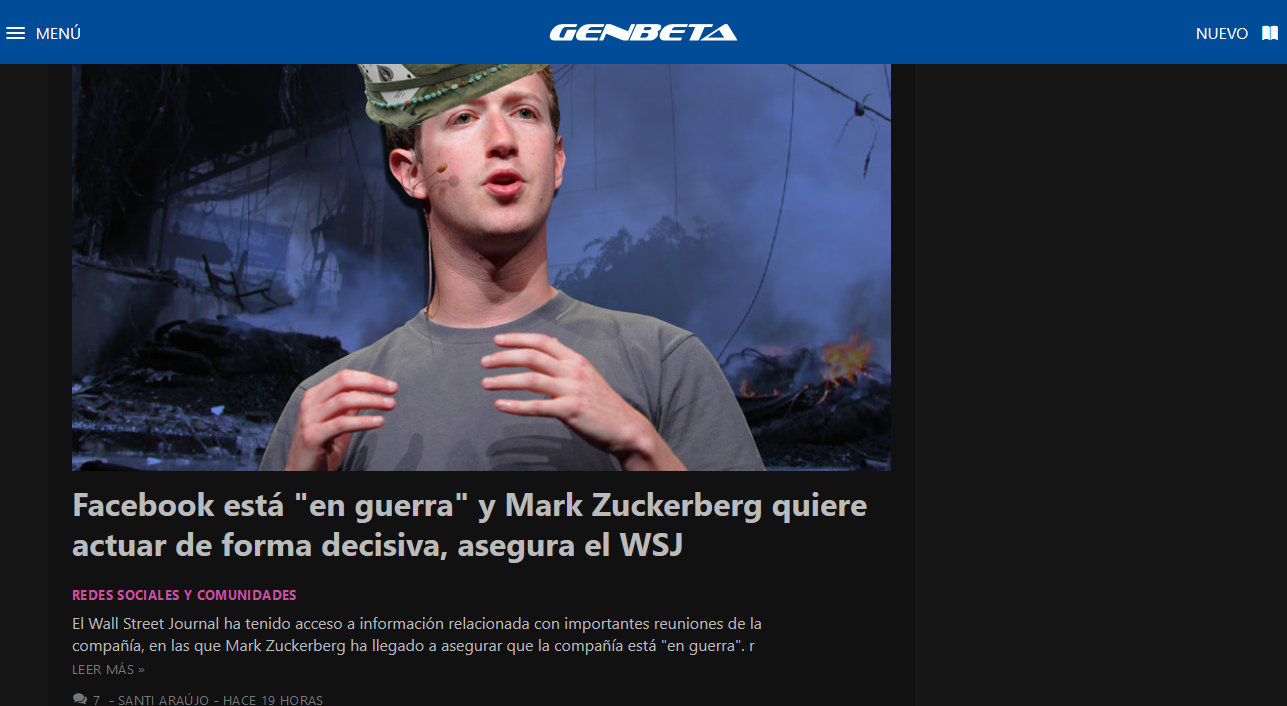 MENÚ
GENBETA
NUEVO
Facebook está "en guerra" y Mark Zuckerberg quiere
actuar de forma decisiva, asegura el WSJ
REDES SOCIALES Y COMUNIDADES
El Wall Street Journal ha tenido acceso a información relacionada con importantes reuniones de la
compañía, en las que Mark Zuckerberg ha llegado a asegurar que la compañía está "en guerra". r
LEER MÁS »
7 - SANTI ARAÚJO - HACE 19 HORAS